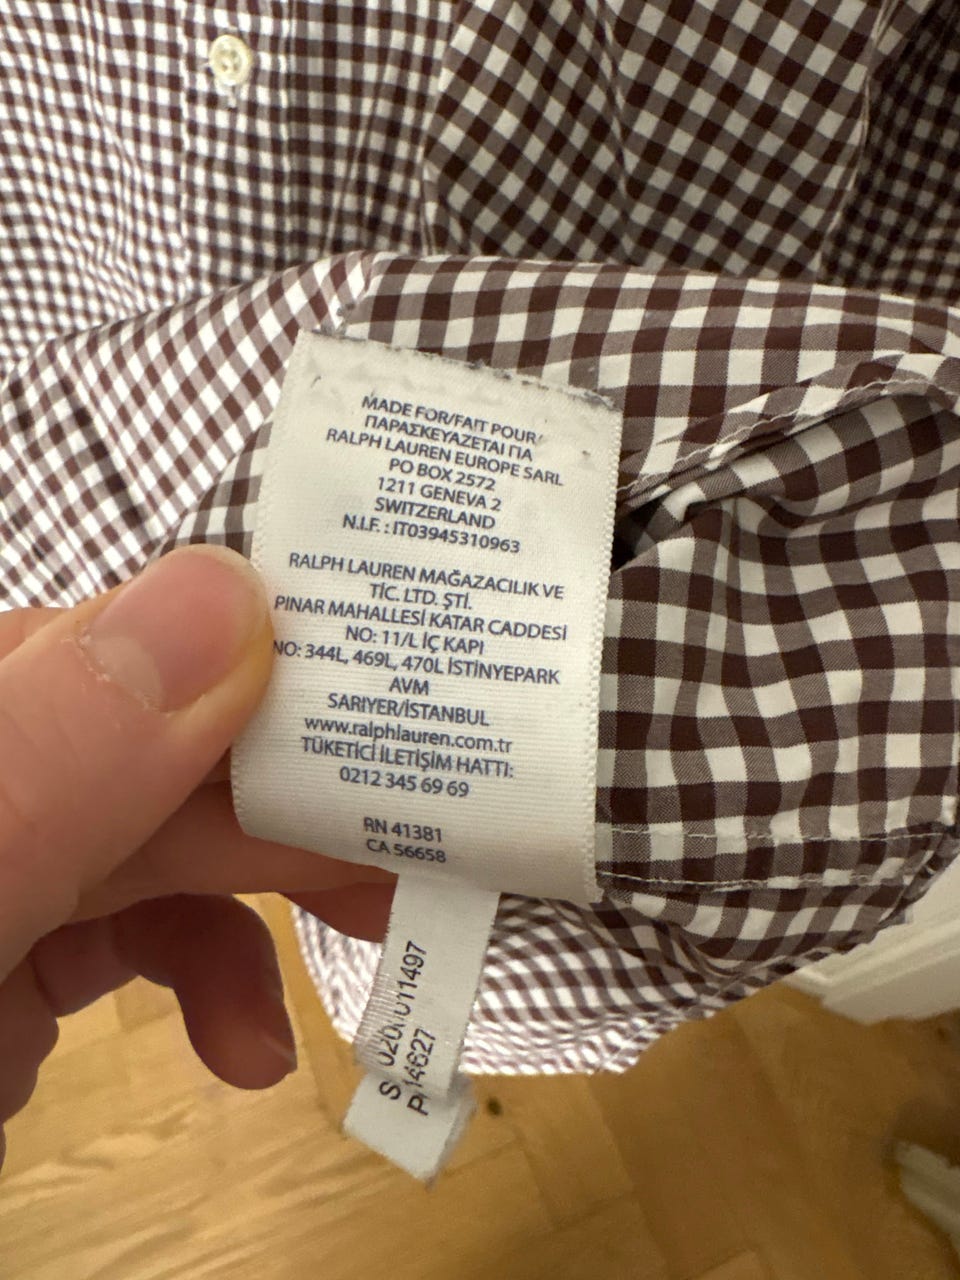 MADE FOR/FAIT POUR/
ΠΑΡΑΣΚΕΥΑΖΕΤΑΙ ΓΙΑ
RALPH LAUREN EUROPE SARL
PO BOX 2572
1211 GENEVA 2
SWITZERLAND
N.I.F. : IT03945310963
RALPH LAUREN MAĞAZACILIK VE
TİC. LTD. ŞTİ.
PINAR MAHALLESİ KATAR CADDESİ
NO: 11/L İÇ KAPI
NO: 344L, 469L, 470L İSTİNYEPARK
AVM
SARIYER/İSTANBUL
www.ralphlauren.com.tr
TÜKETİCİ İLETİŞİM HATTI:
0212 345 69 69
RN 41381
CA 56658
S
P 14627